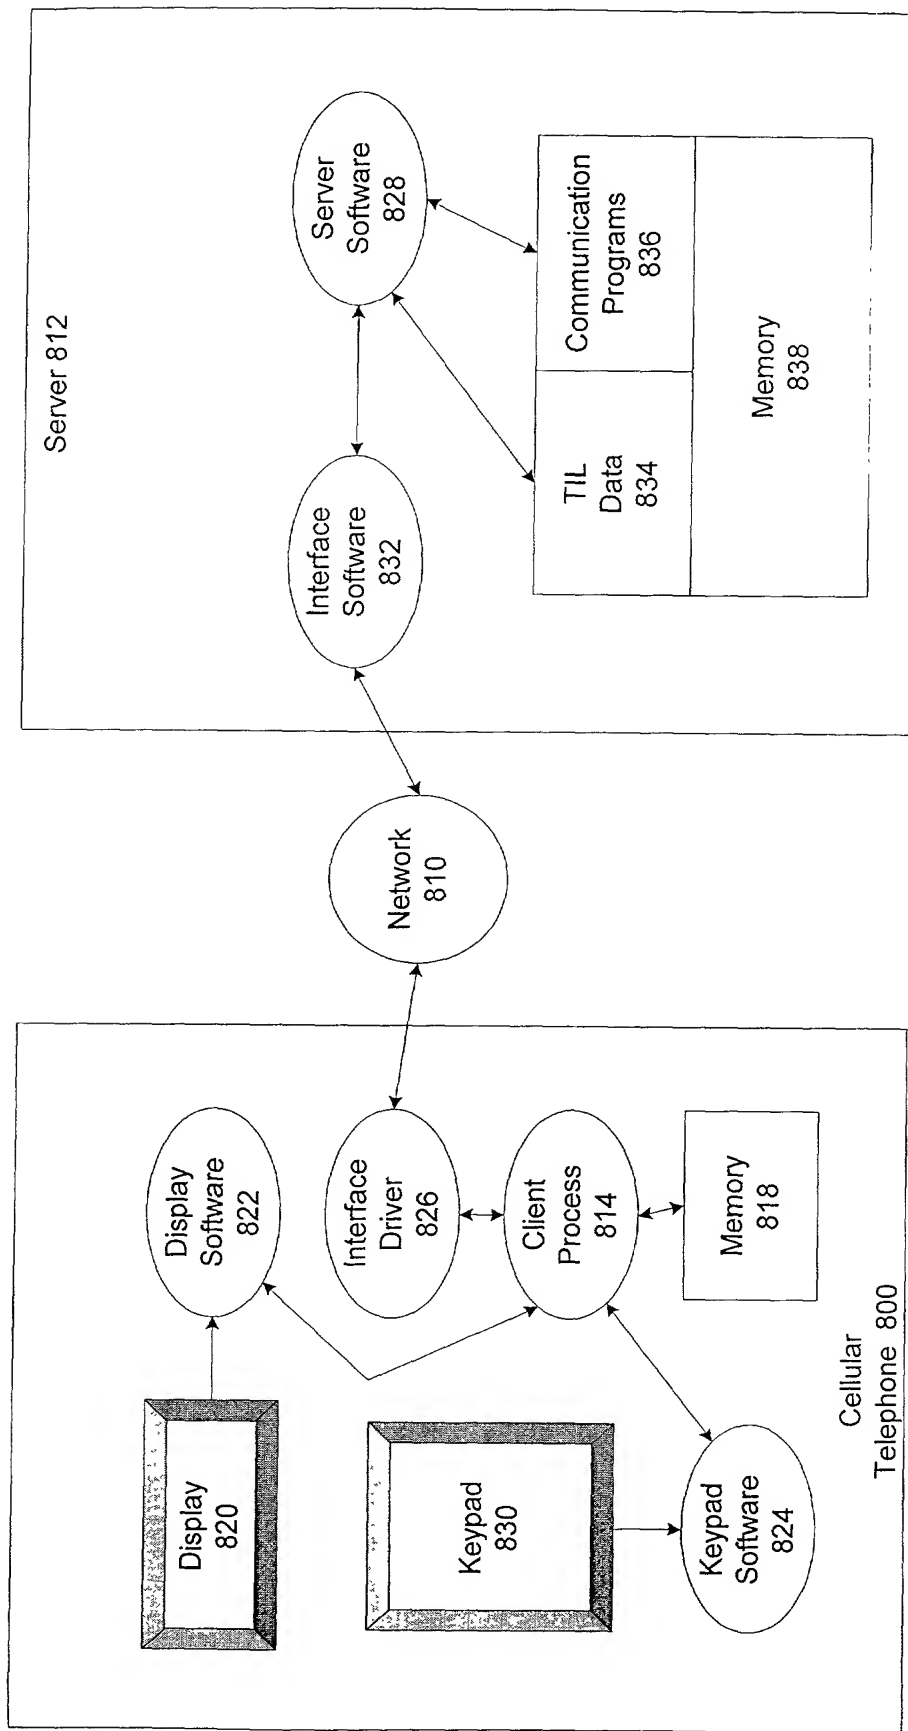 Display
820
Display
Software
822
Keypad
830
Interface
Driver
826
Client
Process
814
Keypad
Software
824
Memory
818
Cellular
Telephone 800
Network
810
Server 812
Interface
Software
832
Server
Software
828
TIL
Data
834
Communication
Programs
836
Memory
838